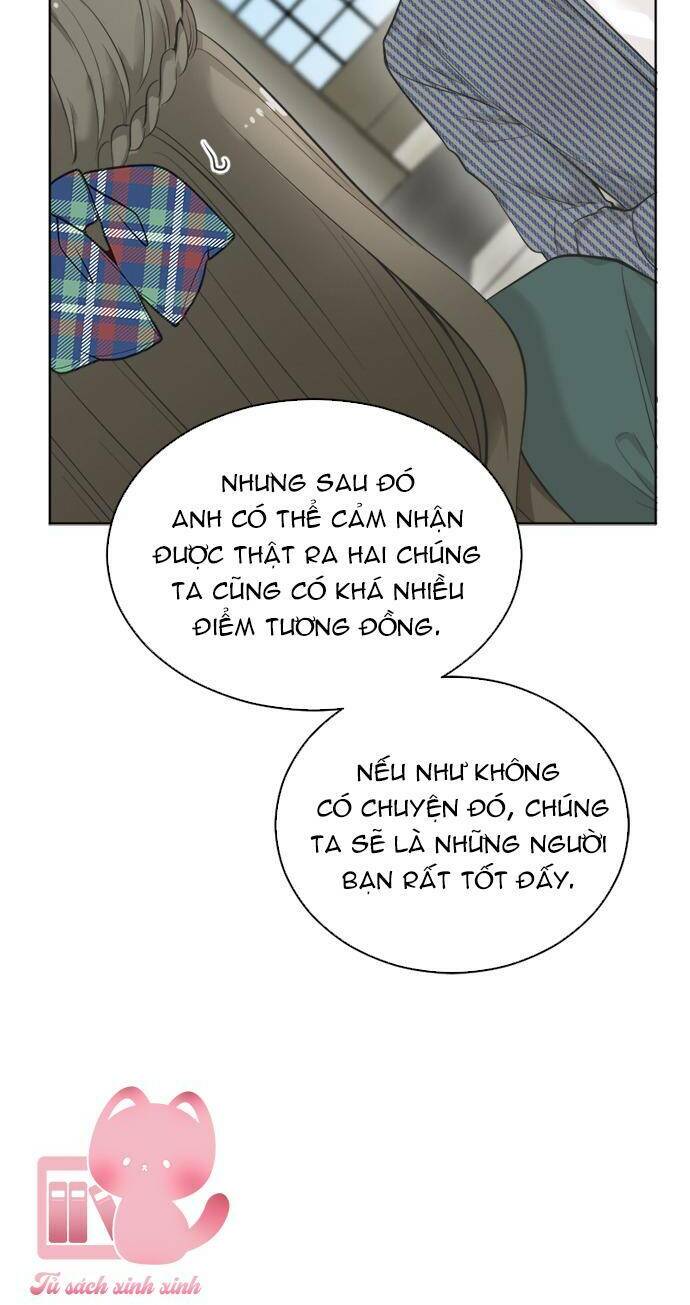 NHƯNG SAU ĐÓ
ANH CÓ THỂ CẢM NHẬN
ĐƯỢC THẬT RA HAI CHÚNG
TA CŨNG CÓ KHÁ NHIỀU
ĐIỂM TƯƠNG ĐỒNG.
NẾU NHƯ KHÔNG
CÓ CHUYỆN ĐÓ, CHÚNG
TA SẼ LÀ NHỮNG NGƯỜI
BẠN RẤT TỐT ĐẤY.
Tủ sách xinh xinh